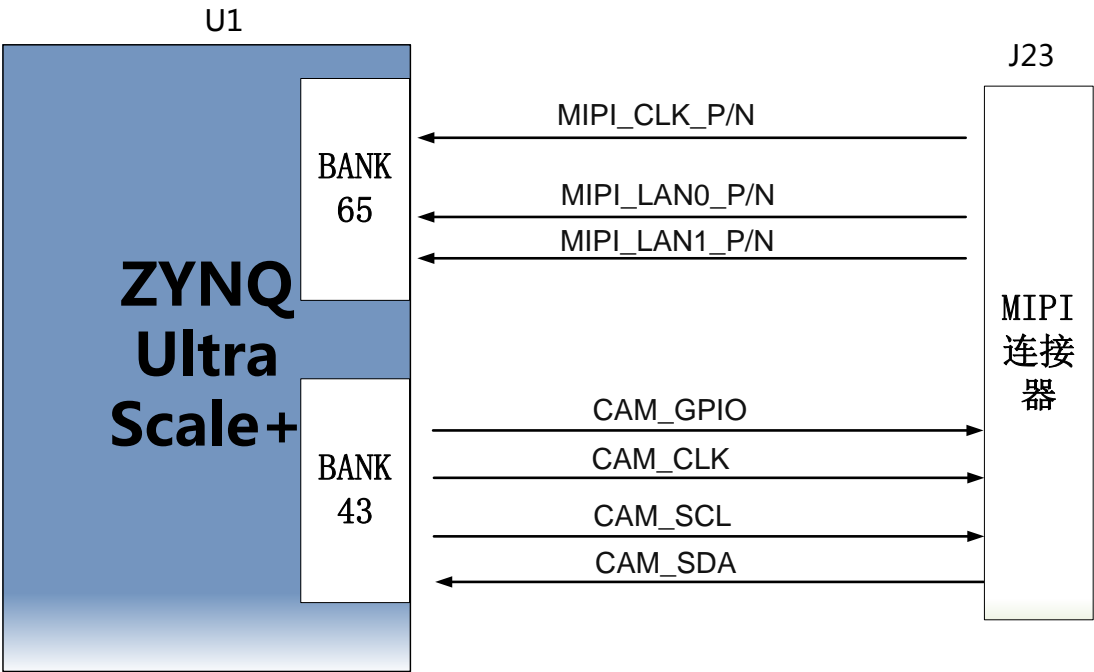 U1
J23
ZYNQ
Ultra
Scale+
BANK
65
BANK
43
MIPI_CLK_P/N
MIPI_LAN0_P/N
MIPI_LAN1_P/N
CAM_GPIO
CAM_CLK
CAM_SCL
CAM_SDA
MIPI
连接
器